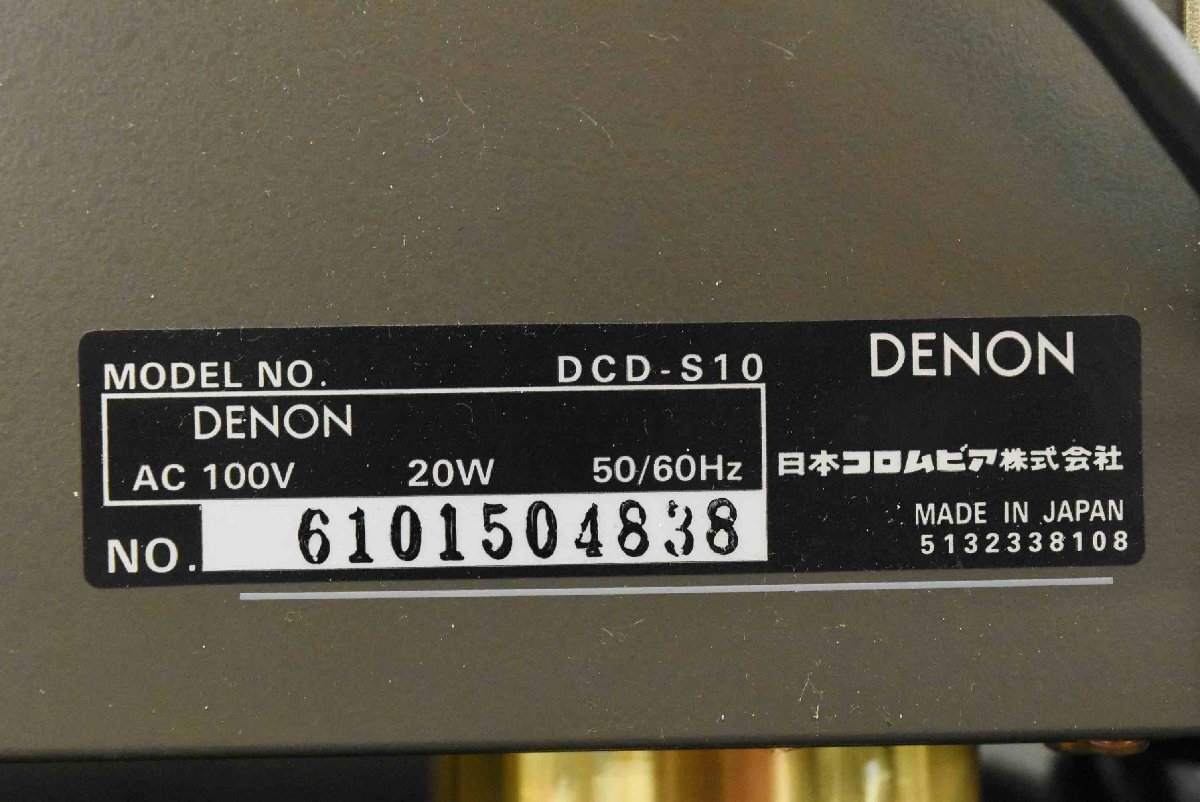 MODEL NO. DCD-S10
DENON
AC 100V 20W 50/60Hz
NO. 6101504838
DENON
日本コロムビア株式会社
MADE IN JAPAN
5132338108